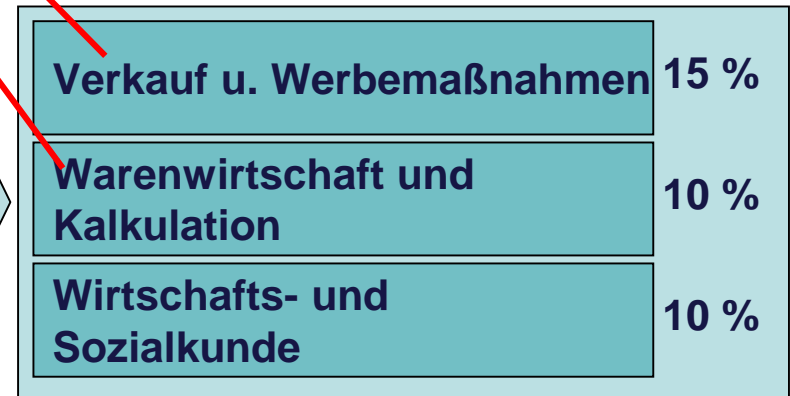 Verkauf u. Werbemaßnahmen 15 %
Warenwirtschaft und
Kalkulation
10 %
Wirtschafts- und
Sozialkunde
10 %